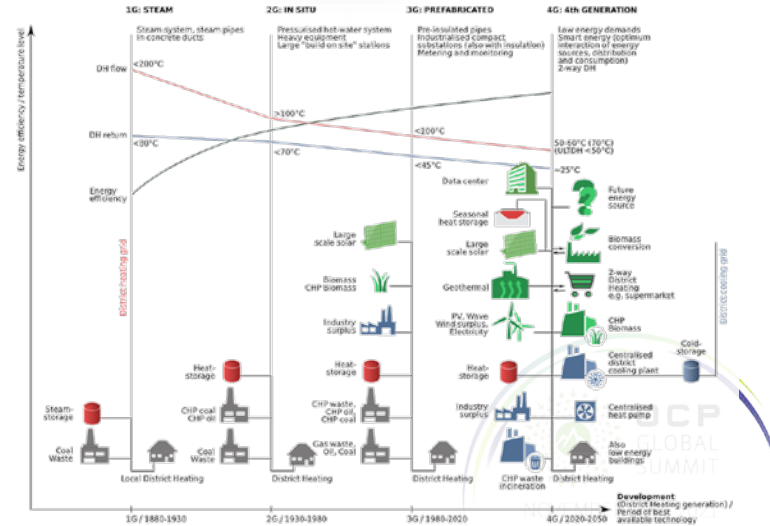 1G: STEAM
Steam system, steam pipes
in concrete ducts
2G: IN SITU
Pressurised hot-water system
Heavy equipment
Large "build on site" stations
3G: PREFABRICATED
Pre-insulated pipes
Industrialised compact
substations (also with insulation)
Metering and monitoring
4G: 4th GENERATION
Low energy demands
Smart energy (optimum
interaction of energy
sources, distribution
and consumption)
2-way DH
Energy efficiency / temperature level
DH flow
<200°C
>100°C
<100°C
50-60°C (70°C)
(ULTDH <50°C)
DH return
<80°C
<70°C
<45°C
~25°C
Energy
efficiency
District heating grid
District cooling grid
Data center
Future
energy
source
Seasonal
heat storage
Large
scale solar
Large
scale solar
Biomass
conversion
Biomass
CHP Biomass
Geothermal
2-way
District
Heating
e.g. supermarket
Industry
surplus
PV, Wave
Wind surplus,
Electricity
CHP
Biomass
Heat-
storage
Heat-
storage
Heat-
storage
Centralised
district
cooling plant
Cold-
storage
Steam-
storage
CHP coal
CHP oil
CHP waste,
CHP oil,
CHP coal
Industry
surplus
Centralised
heat pump
Coal
Waste
Coal
Waste
Gas waste,
Oil, Coal
CHP waste
incineration
Also
low energy
buildings
Local District Heating
District Heating
District Heating
District Heating
1G / 1880-1930
2G / 1930-1980
3G / 1980-2020
4G / 2020-2050
Development
(District Heating generation) /
Period of best
available technology
OCP
GLOBAL
SUMMIT